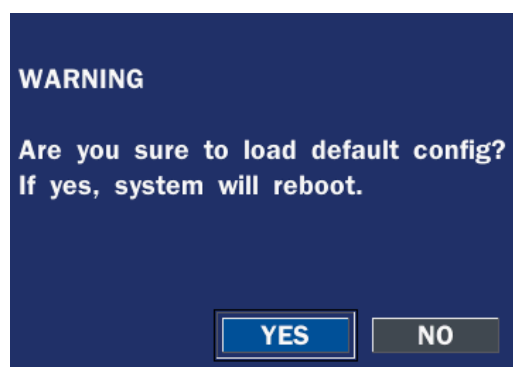 WARNING
Are you sure to load default config?
If yes, system will reboot.
YES NO